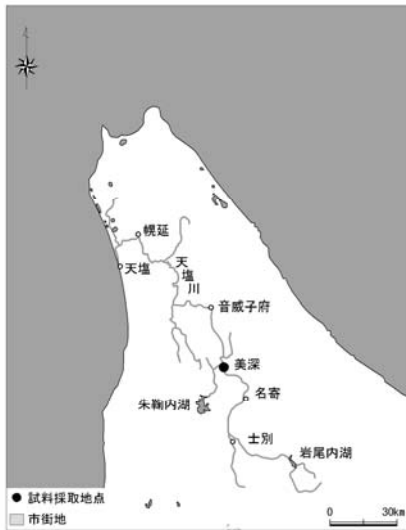 幌延
天塩
天塩川
音威子府
美深
朱鞠内湖
名寄
士別
岩尾内湖
試料採取地点
市街地
0 30km